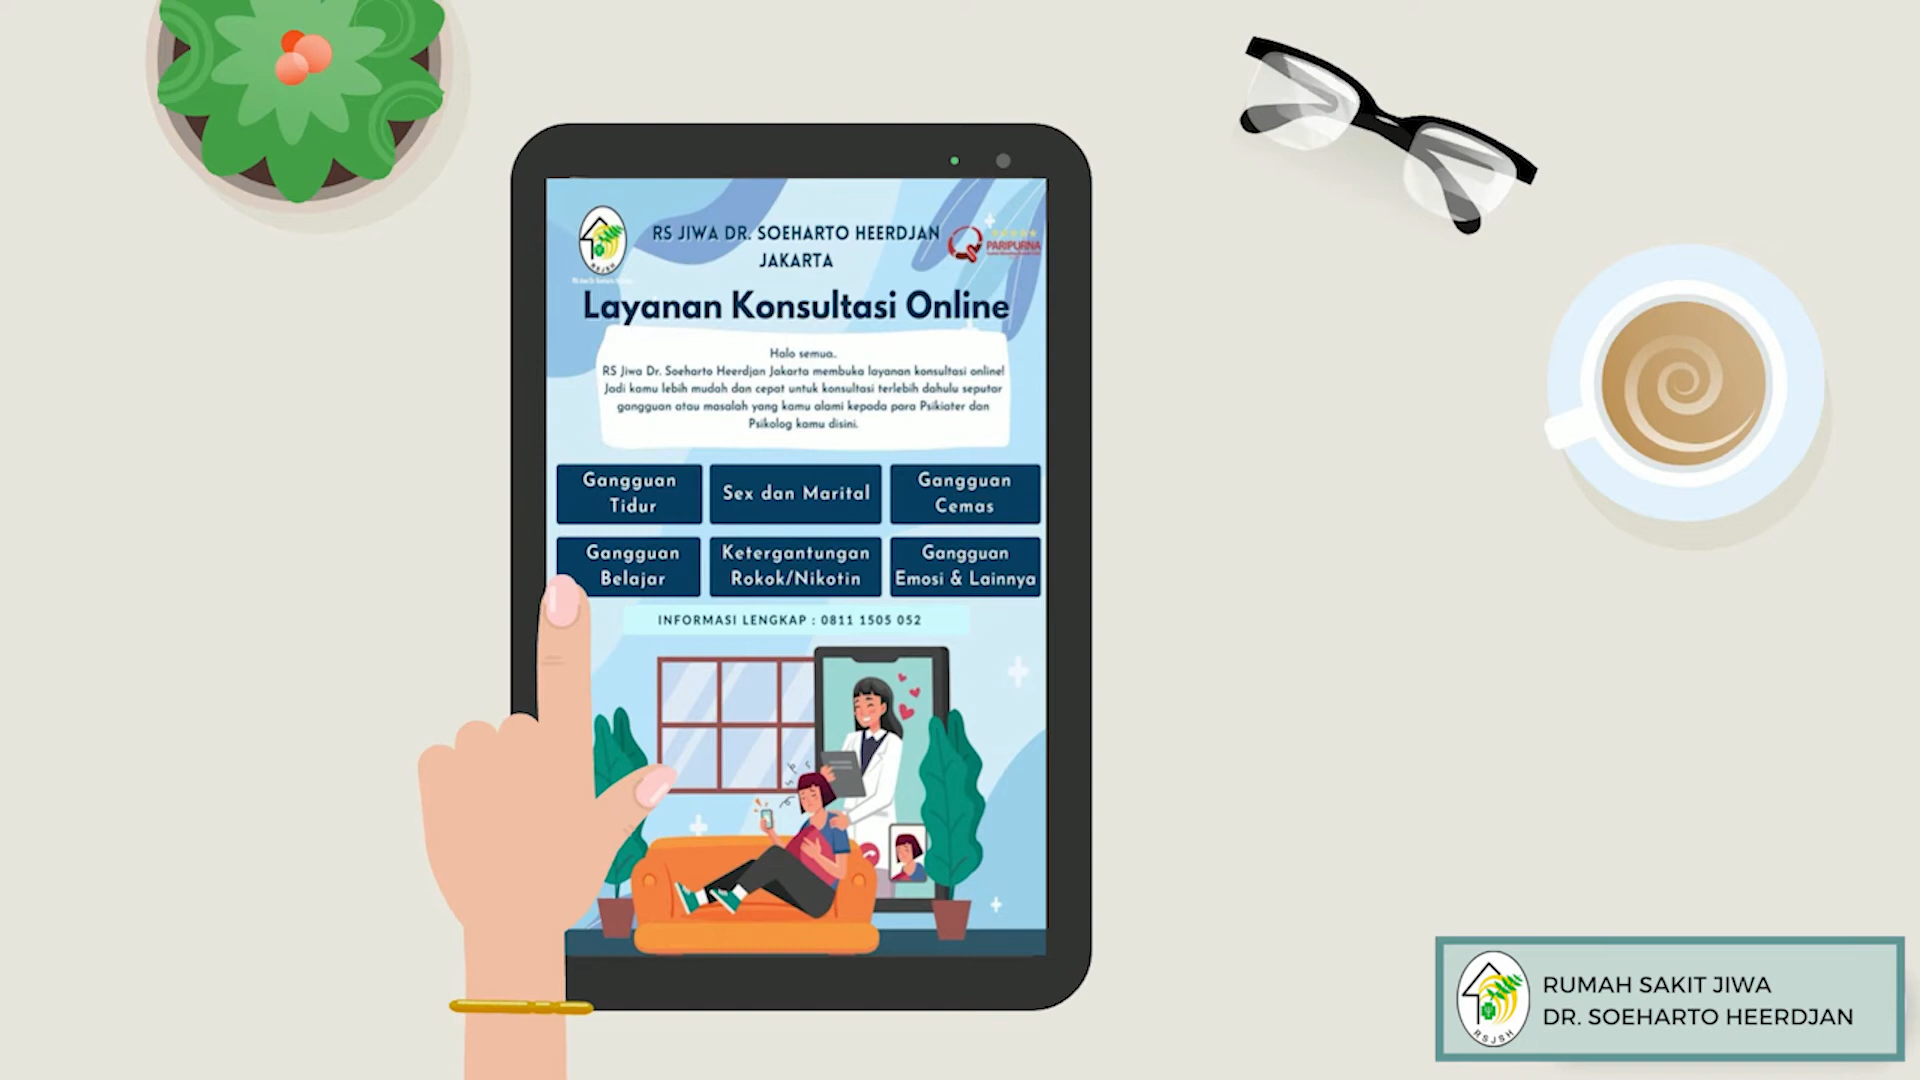 RS JIWA DR. SOEHARTO HEERDJAN
JAKARTA
PARIPURNA
RSJSH
Layanan Konsultasi Online
Halo semua..
RS Jiwa Dr. Soeharto Heerdjan Jakarta membuka layanan konsultasi online!
Jadi kamu lebih mudah dan cepat untuk konsultasi terlebih dahulu seputar
gangguan atau masalah yang kamu alami kepada para Psikiater dan
Psikolog kamu disini.
Gangguan
Tidur
Sex dan Marital
Gangguan
Cemas
Gangguan
Belajar
Ketergantungan
Rokok/Nikotin
Gangguan
Emosi & Lainnya
INFORMASI LENGKAP : 0811 1505 052
RUMAH SAKIT JIWA
DR. SOEHARTO HEERDJAN
RSJSH